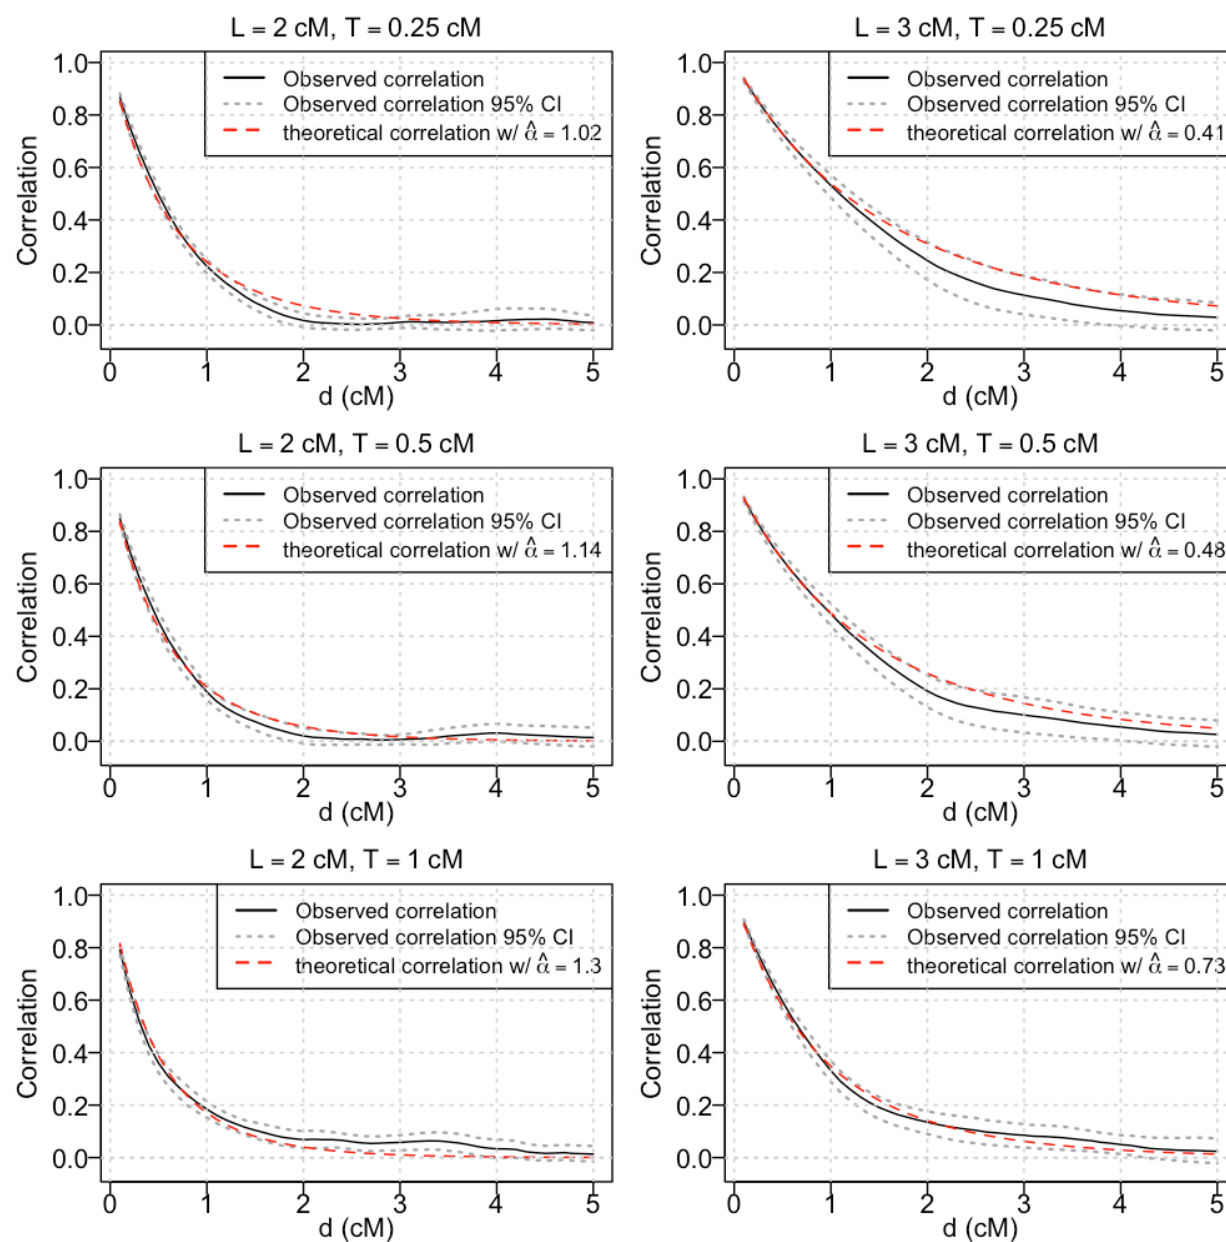 L = 2 cM, T = 0.25 cM
Correlation
1.0
0.8
0.6
0.4
0.2
0.0
Observed correlation
Observed correlation 95% CI
theoretical correlation w/ α̂ = 1.02
0 1 2 3 4 5
d (cM)
L = 3 cM, T = 0.25 cM
Correlation
1.0
0.8
0.6
0.4
0.2
0.0
Observed correlation
Observed correlation 95% CI
theoretical correlation w/ α̂ = 0.41
0 1 2 3 4 5
d (cM)
L = 2 cM, T = 0.5 cM
Correlation
1.0
0.8
0.6
0.4
0.2
0.0
Observed correlation
Observed correlation 95% CI
theoretical correlation w/ α̂ = 1.14
0 1 2 3 4 5
d (cM)
L = 3 cM, T = 0.5 cM
Correlation
1.0
0.8
0.6
0.4
0.2
0.0
Observed correlation
Observed correlation 95% CI
theoretical correlation w/ α̂ = 0.48
0 1 2 3 4 5
d (cM)
L = 2 cM, T = 1 cM
Correlation
1.0
0.8
0.6
0.4
0.2
0.0
Observed correlation
Observed correlation 95% CI
theoretical correlation w/ α̂ = 1.3
0 1 2 3 4 5
d (cM)
L = 3 cM, T = 1 cM
Correlation
1.0
0.8
0.6
0.4
0.2
0.0
Observed correlation
Observed correlation 95% CI
theoretical correlation w/ α̂ = 0.73
0 1 2 3 4 5
d (cM)